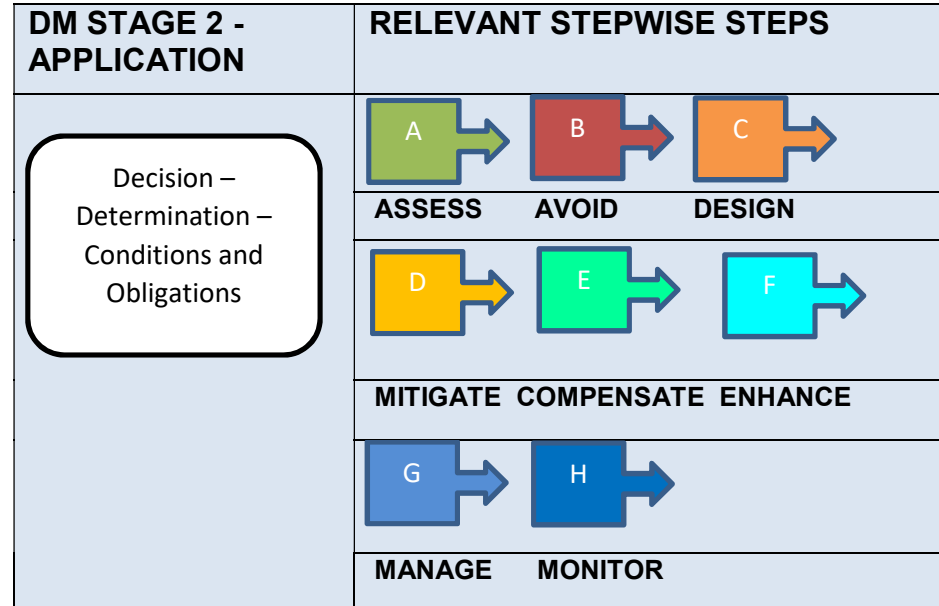 DM STAGE 2 -
APPLICATION
RELEVANT STEPWISE STEPS
Decision –
Determination –
Conditions and
Obligations
A B C
ASSESS AVOID DESIGN
D E F
MITIGATE COMPENSATE ENHANCE
G H
MANAGE MONITOR